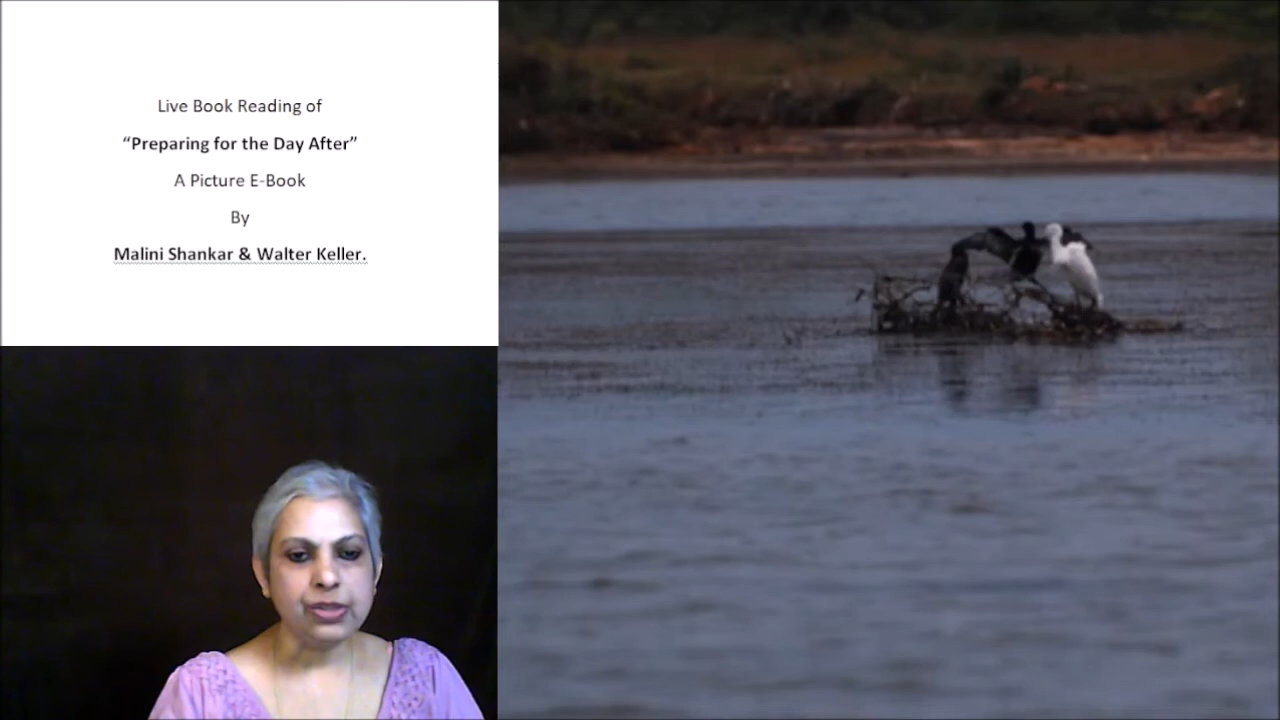 Live Book Reading of
“Preparing for the Day After”
A Picture E-Book
By
Malini Shankar & Walter Keller.